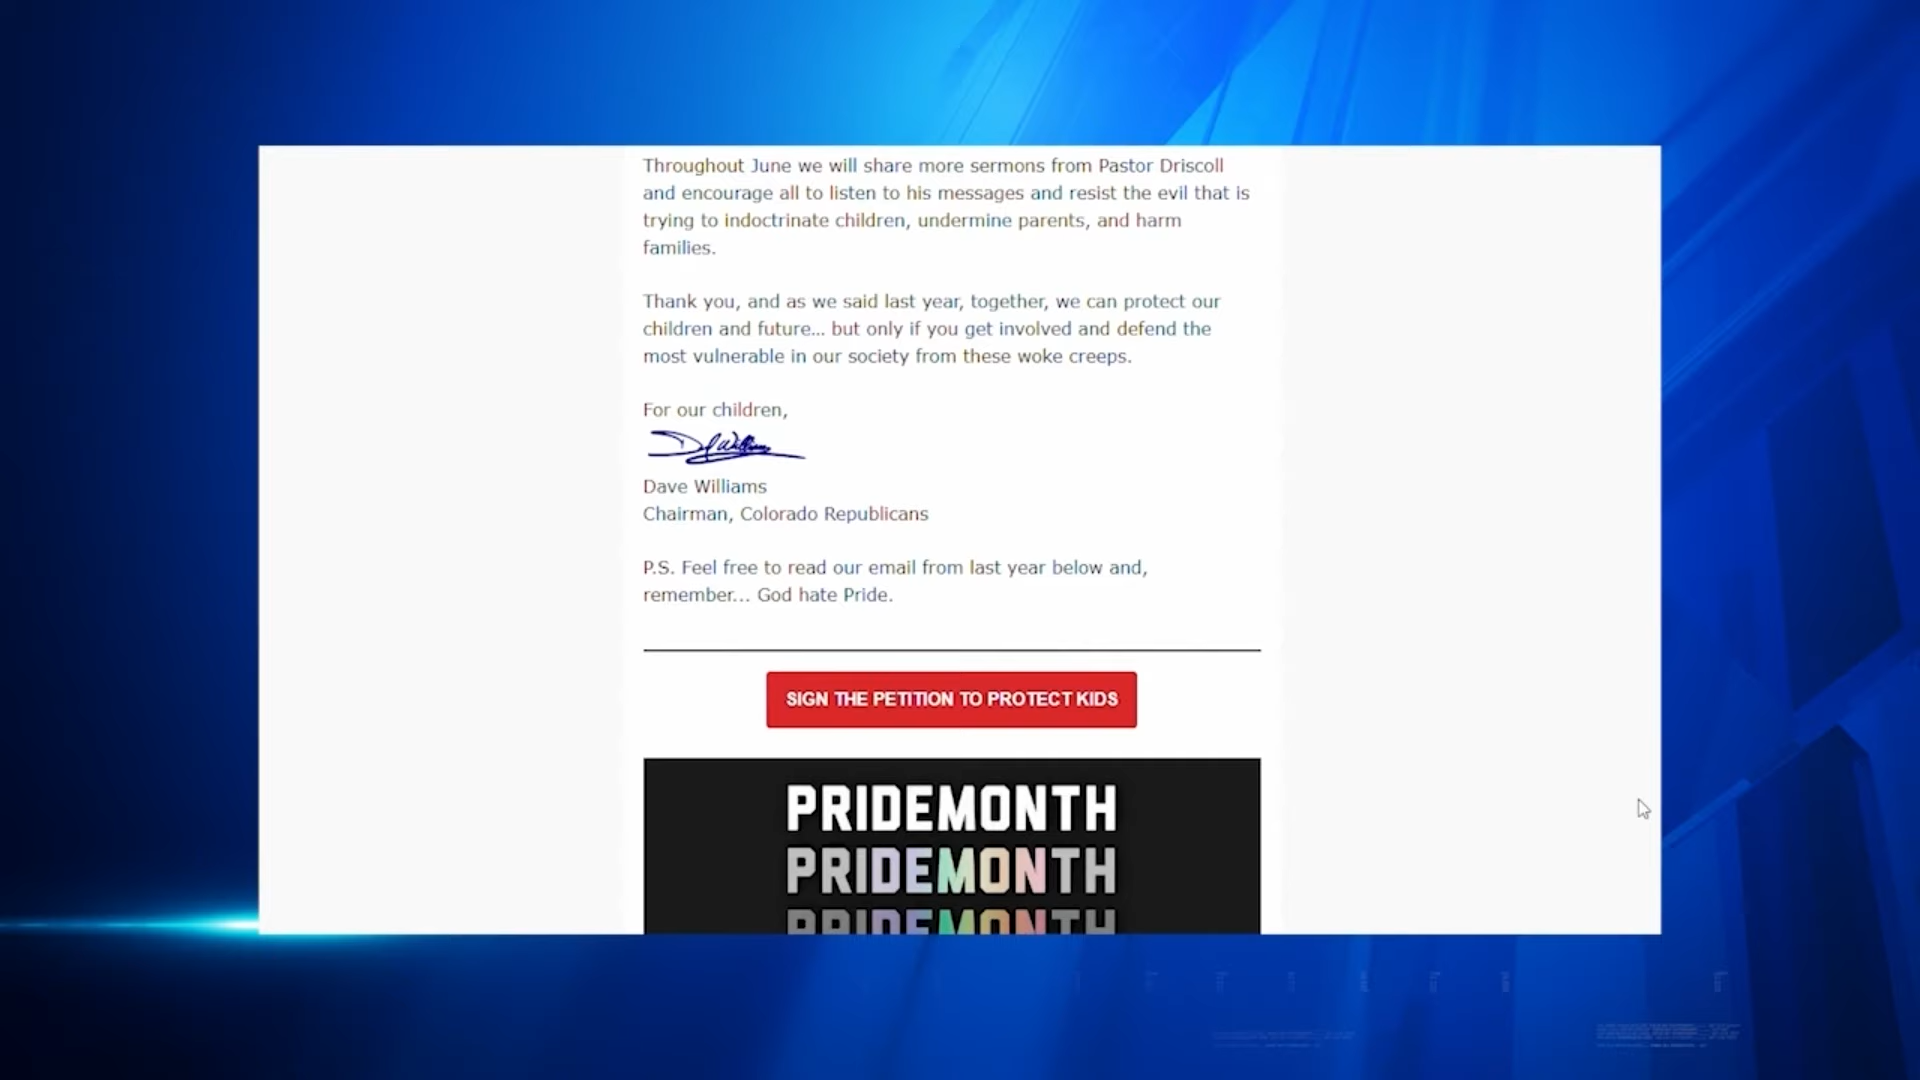 Throughout June we will share more sermons from Pastor Driscoll
and encourage all to listen to his messages and resist the evil that is
trying to indoctrinate children, undermine parents, and harm
families.
Thank you, and as we said last year, together, we can protect our
children and future... but only if you get involved and defend the
most vulnerable in our society from these woke creeps.
For our children,
Dave Williams
Chairman, Colorado Republicans
P.S. Feel free to read our email from last year below and,
remember... God hate Pride.
SIGN THE PETITION TO PROTECT KIDS
PRIDEMONTH
PRIDEMONTH
PRIDEMONTH